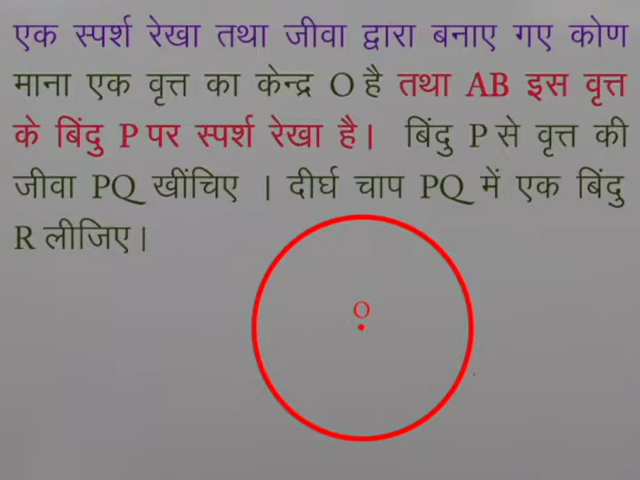 एक स्पर्श रेखा तथा जीवा द्वारा बनाए गए कोण
माना एक वृत्त का केन्द्र O है तथा AB इस वृत्त
के बिंदु P पर स्पर्श रेखा है। बिंदु P से वृत्त की
जीवा PQ खींचिए । दीर्घ चाप PQ में एक बिंदु
R लीजिए।
O